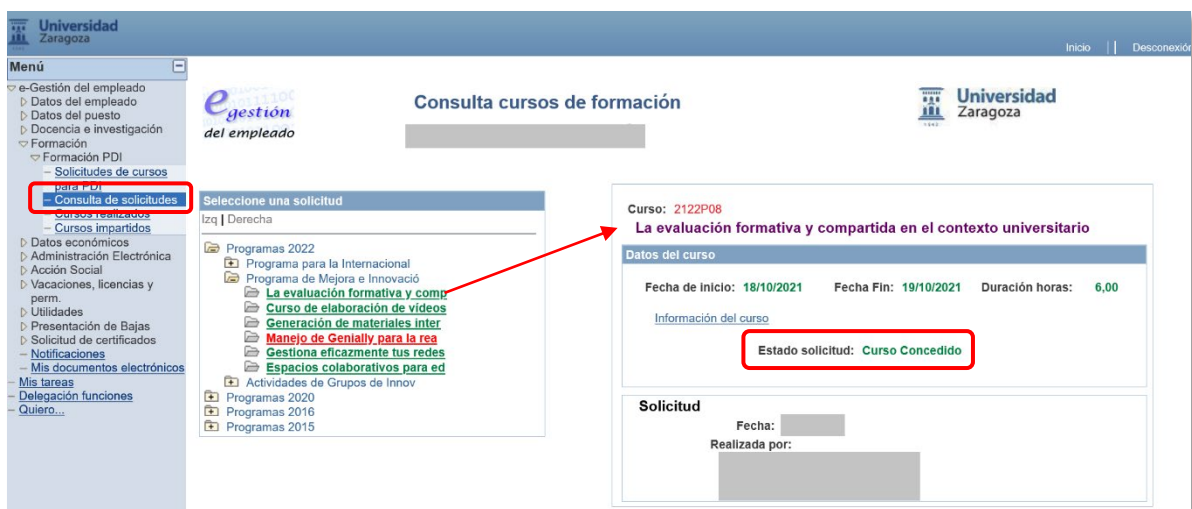 Universidad
Zaragoza
Inicio || Desconexión
Menú
e-Gestión del empleado
Datos del empleado
Datos del puesto
Docencia e investigación
Formación
Formación PDI
Solicitudes de cursos
para PDI
Consulta de solicitudes
Cursos realizados
Cursos impartidos
Datos económicos
Administración Electrónica
Acción Social
Vacaciones, licencias y
perm.
Utilidades
Presentación de Bajas
Solicitud de certificados
Notificaciones
Mis documentos electrónicos
Mis tareas
Delegación funciones
Quiero...
egestión
del empleado
Consulta cursos de formación
Universidad
Zaragoza
Seleccione una solicitud
Izq | Derecha
Programas 2022
Programa para la Internacional
Programa de Mejora e Innovació
La evaluación formativa y comp
Curso de elaboración de vídeos
Generación de materiales inter
Manejo de Genially para la rea
Gestiona eficazmente tus redes
Espacios colaborativos para ed
Actividades de Grupos de Innov
Programas 2020
Programas 2016
Programas 2015
Curso: 2122P08
La evaluación formativa y compartida en el contexto universitario
Datos del curso
Fecha de inicio: 18/10/2021 Fecha Fin: 19/10/2021 Duración horas: 6,00
Información del curso
Estado solicitud: Curso Concedido
Solicitud
Fecha:
Realizada por: